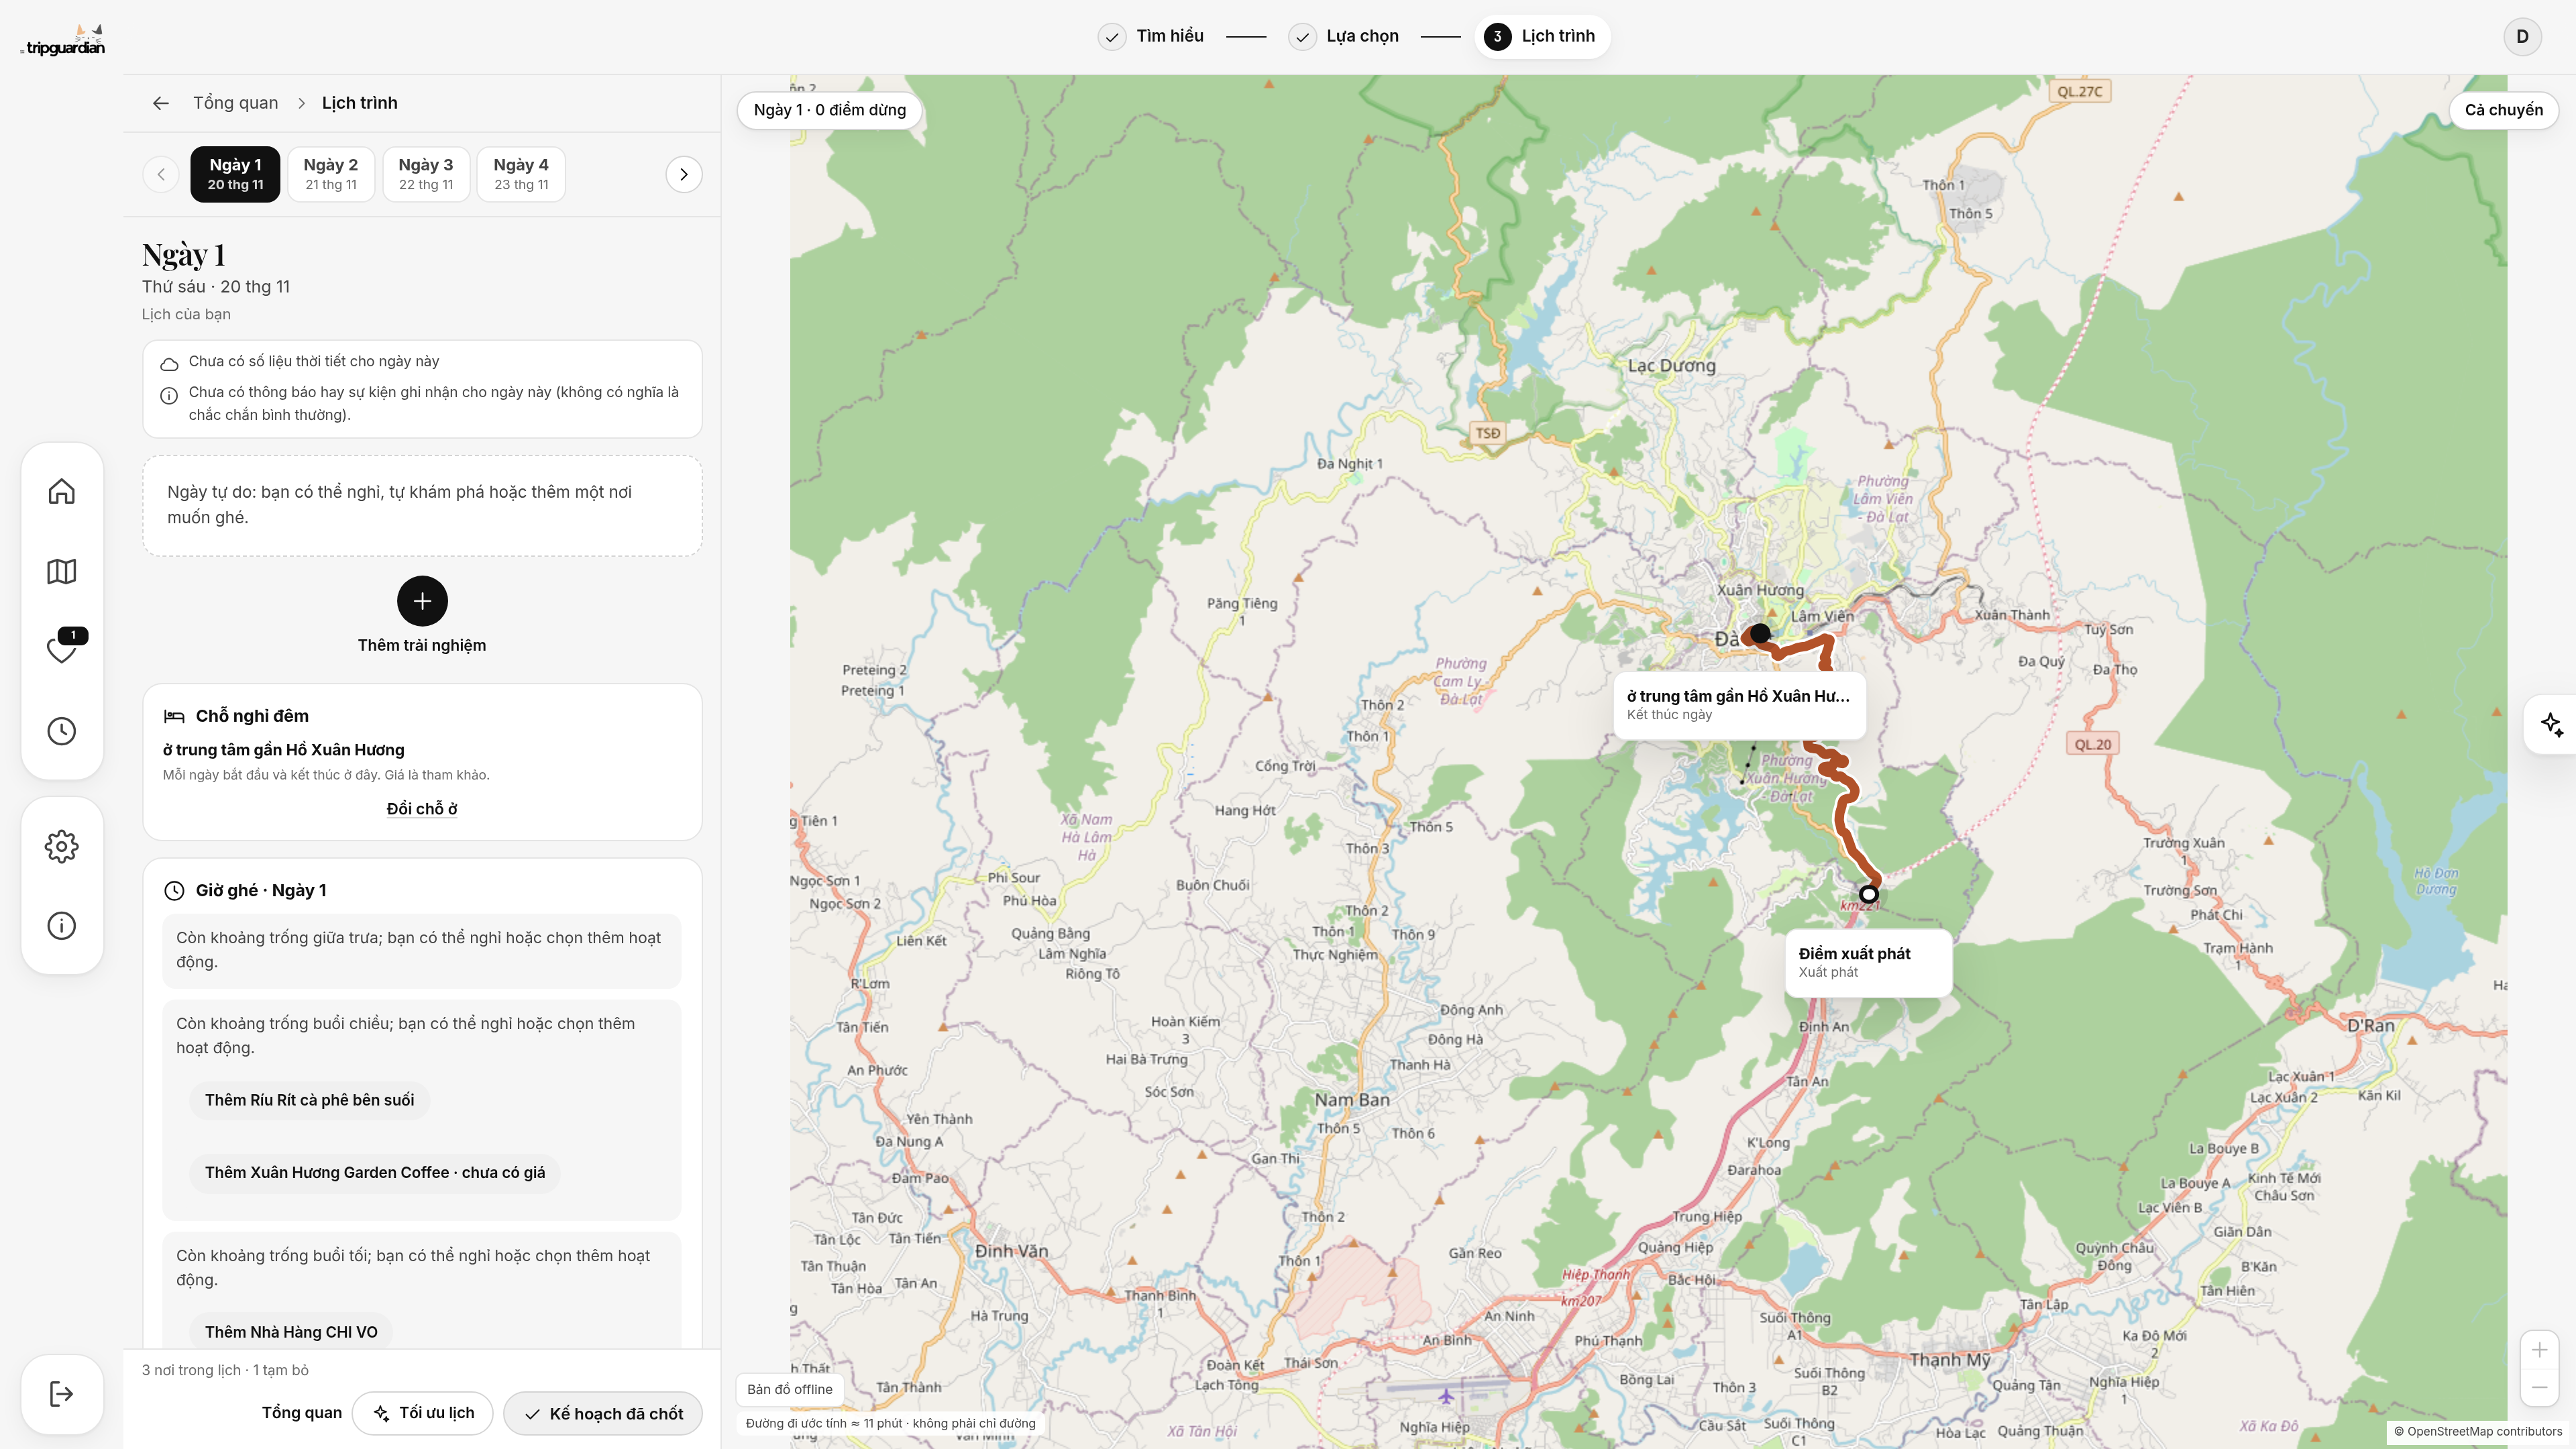 tripguardian
Tìm hiểu
Lựa chọn
3 Lịch trình
D
Tổng quan
Lịch trình
Ngày 1
20 thg 11
Ngày 2
21 thg 11
Ngày 3
22 thg 11
Ngày 4
23 thg 11
Ngày 1
Thứ sáu · 20 thg 11
Lịch của bạn
Chưa có số liệu thời tiết cho ngày này
Chưa có thông báo hay sự kiện ghi nhận cho ngày này (không có nghĩa là
chắc chắn bình thường).
Ngày tự do: bạn có thể nghỉ, tự khám phá hoặc thêm một nơi
muốn ghé.
Thêm trải nghiệm
1
Chỗ nghỉ đêm
ở trung tâm gần Hồ Xuân Hương
Mỗi ngày bắt đầu và kết thúc ở đây. Giá là tham khảo.
Đổi chỗ ở
Giờ ghé · Ngày 1
Còn khoảng trống giữa trưa; bạn có thể nghỉ hoặc chọn thêm hoạt
động.
Còn khoảng trống buổi chiều; bạn có thể nghỉ hoặc chọn thêm
hoạt động.
Thêm Ríu Rít cà phê bên suối
Thêm Xuân Hương Garden Coffee · chưa có giá
Còn khoảng trống buổi tối; bạn có thể nghỉ hoặc chọn thêm hoạt
động.
Thêm Nhà Hàng CHI VO
3 nơi trong lịch · 1 tạm bỏ
Tổng quan
Tối ưu lịch
Kế hoạch đã chốt
Ngày 1 · 0 điểm dừng
Cả chuyến
QL.27C
Thôn 1
Thôn 5
Lạc Dương
TSĐ
Đa Nghịt 1
Phường
Lâm Viên
- Đà Lạt
Păng Tiêng
1
Xuân Hương
Lâm Viên
Xuân Thành
Tuý Sơn
Đà
Đa Quý
Đa Thọ
Preteing 2
Preteing 1
Phường
Cam Ly -
Đà Lạt
Thôn 2
Thôn 1
ở trung tâm gần Hồ Xuân Hư...
Kết thúc ngày
QL.20
Cổng Trời
Phường
Xuân Hương
- Đà Lạt
Hang Hớt
Xã Nam
Hà Lâm
Hà
g Tiên 1
Thôn 5
Thôn 3
Trường Xuân
1
Hồ Đơn
Dương
Ngọc Sơn 1
Ngọc Sơn 2
Phi Sour
Phú Hòa
Buôn Chuối
Trường Sơn
Phát Chi
km221
Thôn 2
Quảng Bằng
Thôn 1
Thôn 9
Liên Kết
Lâm Nghĩa
Thực Nghiệm
Riông Tô
Trạm Hành
1
Điểm xuất phát
Xuất phát
R'Lơm
Đông Anh
Đông Hà
Hoàn Kiếm
3
Tân Tiến
Định An
D'Ran
Hai Bà Trưng
Thanh Hà
An Phước
Sóc Sơn
Tân An
Lạc Xuân 1
Lạc Xuân 2
Kăn Kil
Nam Ban
Yên Thành
Thôn 5
Thôn 6
Đa Nung A
K'Long
La Bouye B
Gan Thi
Đarahoa
Đam Pao
La Bouye A
Kinh Tế Mới
Châu Sơn
Tân Đức
Thôn 2
Trung Hiệp
Lạc Viên B
Tân Lộc
Tân Tiến
Giãn Dân
Đinh Văn
Gần Reo
Quảng Hiệp
Quỳnh Châu
Đông
Tân Thuận
Thôn 1
Hiệp Thạnh
Bắc Hội
B'Kăn
Tân Hòa
Tân An
Thanh Bình
1
km207
Tân Hiên
Hà Trung
An Ninh
Suối Thông
A1
Tân Lập
An Bình
Phú Thạnh
Ka Đô Mới
2
Đoàn Kết
Thái Sơn
Thạnh Mỹ
Lạch Tông
Bồng Lai
Suối Thông
B2
Tân Thành
Thôn 3
Quảng Tân
Nghĩa Hiệp
1
Bản đồ offline
Đường đi ước tính ≈ 11 phút · không phải chỉ đường
Xã Tân Hội
Nghĩa Hiệp
Cầu Sắt
Suối Thông
C1
Hòa Lạc
Quảng Thuận
Xã Ka Đô
© OpenStreetMap contributors